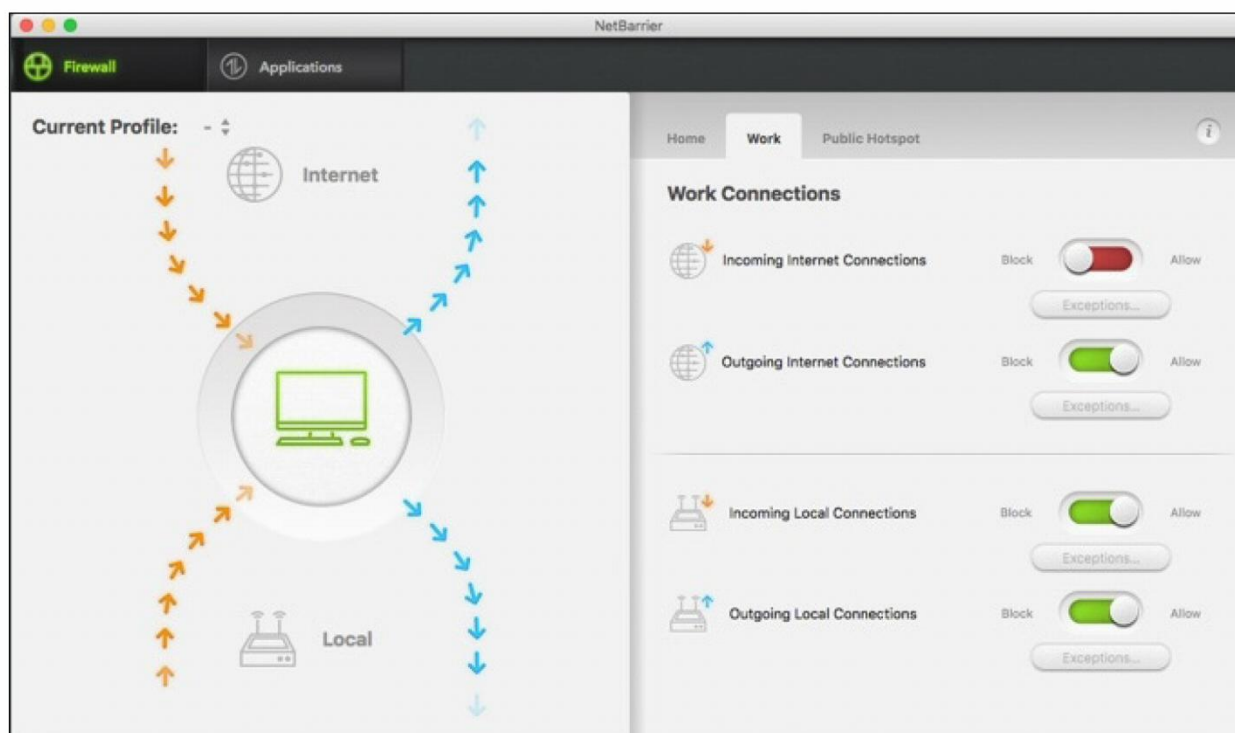 NetBarrier
Firewall
Applications
Current Profile: -
Internet
Local
Home
Work
Public Hotspot
i
Work Connections
Incoming Internet Connections
Block
Allow
Exceptions...
Outgoing Internet Connections
Block
Allow
Exceptions...
Incoming Local Connections
Block
Allow
Exceptions...
Outgoing Local Connections
Block
Allow
Exceptions...